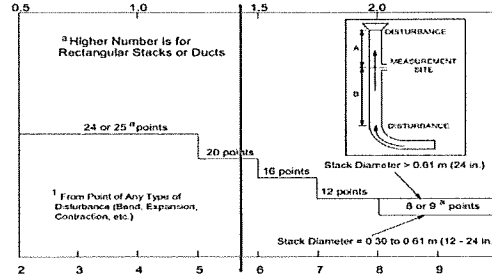 0.5 1.0 1.5 2.0
a Higher Number is for
Rectangular Stacks or Ducts
DISTURBANCE
A
MEASUREMENT
SITE
B
DISTURBANCE
24 or 25 a points
20 points
Stack Diameter > 0.61 m (24 in.)
16 points
12 points
1 From Point of Any Type of
Disturbance (Bend, Expansion,
Contraction, etc.)
8 or 9 a points
Stack Diameter = 0.30 to 0.61 m (12 - 24 in.
2 3 4 5 6 7 8 9